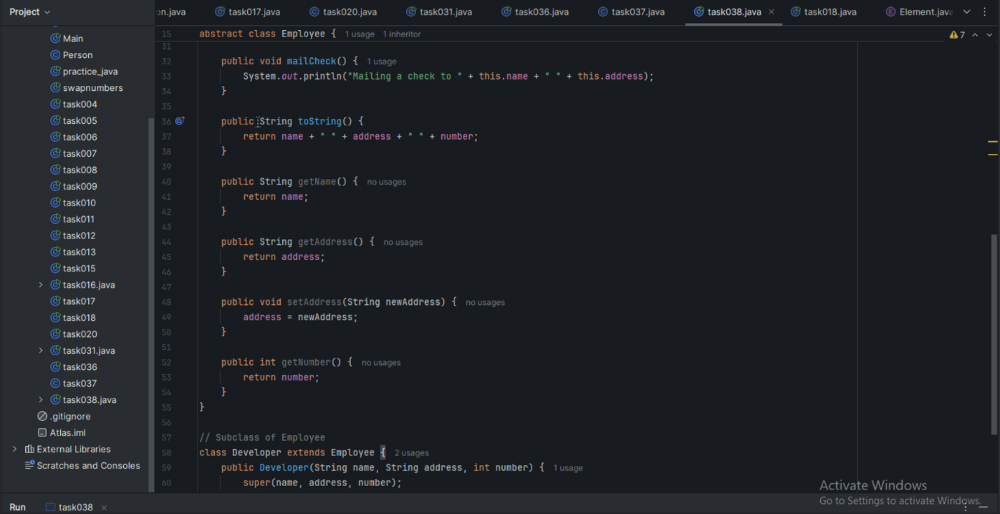 Project
on.java task017.java task020.java task031.java task036.java task037.java task038.java task018.java Element.java
Main
Person
practice_java
swapnumbers
task004
task005
task006
task007
task008
task009
task010
task011
task012
task013
task015
task016.java
task017
task018
task020
task031.java
task036
task037
task038.java
.gitignore
Atlas.iml
External Libraries
Scratches and Consoles
15 abstract class Employee { 1 usage 1 inheritor
7
31
32 public void mailCheck() { 1 usage
33 System.out.println("Mailing a check to " + this.name + " " + this.address);
34 }
35
36 public String toString() {
37 return name + " " + address + " " + number;
38 }
39
40 public String getName() { no usages
41 return name;
42 }
43
44 public String getAddress() { no usages
45 return address;
46 }
47
48 public void setAddress(String newAddress) { no usages
49 address = newAddress;
50 }
51
52 public int getNumber() { no usages
53 return number;
54 }
55 }
56
57 // Subclass of Employee
58 class Developer extends Employee { 2 usages
59 public Developer(String name, String address, int number) { 1 usage
60 super(name, address, number);
Activate Windows
Go to Settings to activate Windows.
Run task038